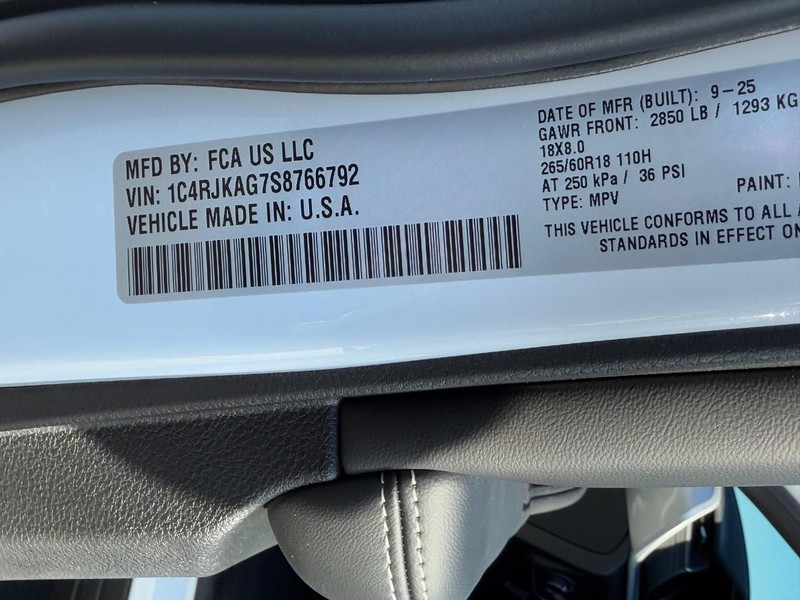 MFD BY: FCA US LLC
VIN: 1C4RJKAG7S8766792
VEHICLE MADE IN: U.S.A.
DATE OF MFR (BUILT): 9-25
GAWR FRONT: 2850 LB / 1293 KG
18X8.0
265/60R18 110H
AT 250 kPa / 36 PSI
TYPE: MPV
PAINT:
THIS VEHICLE CONFORMS TO ALL
STANDARDS IN EFFECT ON